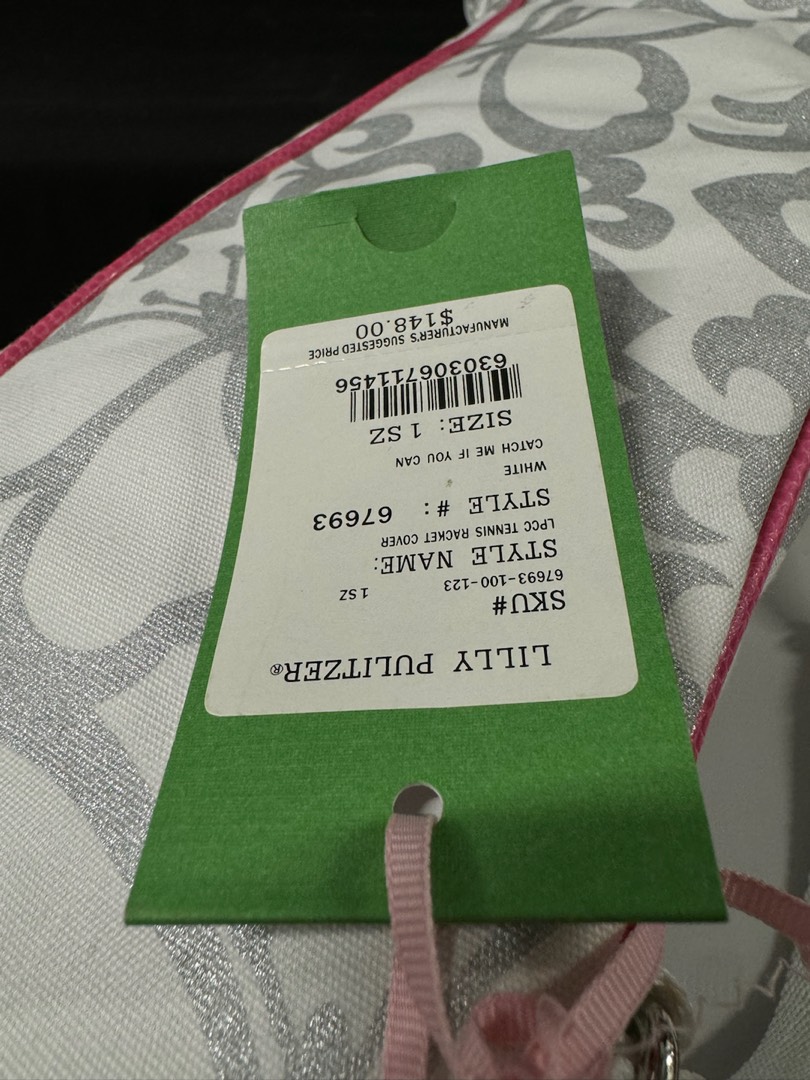 LILLY PULITZER®
SKU#
67693-100-123 1 SZ
STYLE NAME:
LPCC TENNIS RACKET COVER
STYLE #: 67693
WHITE
CATCH ME IF YOU CAN
SIZE: 1 SZ
630306711456
MANUFACTURER'S SUGGESTED PRICE
$148.00